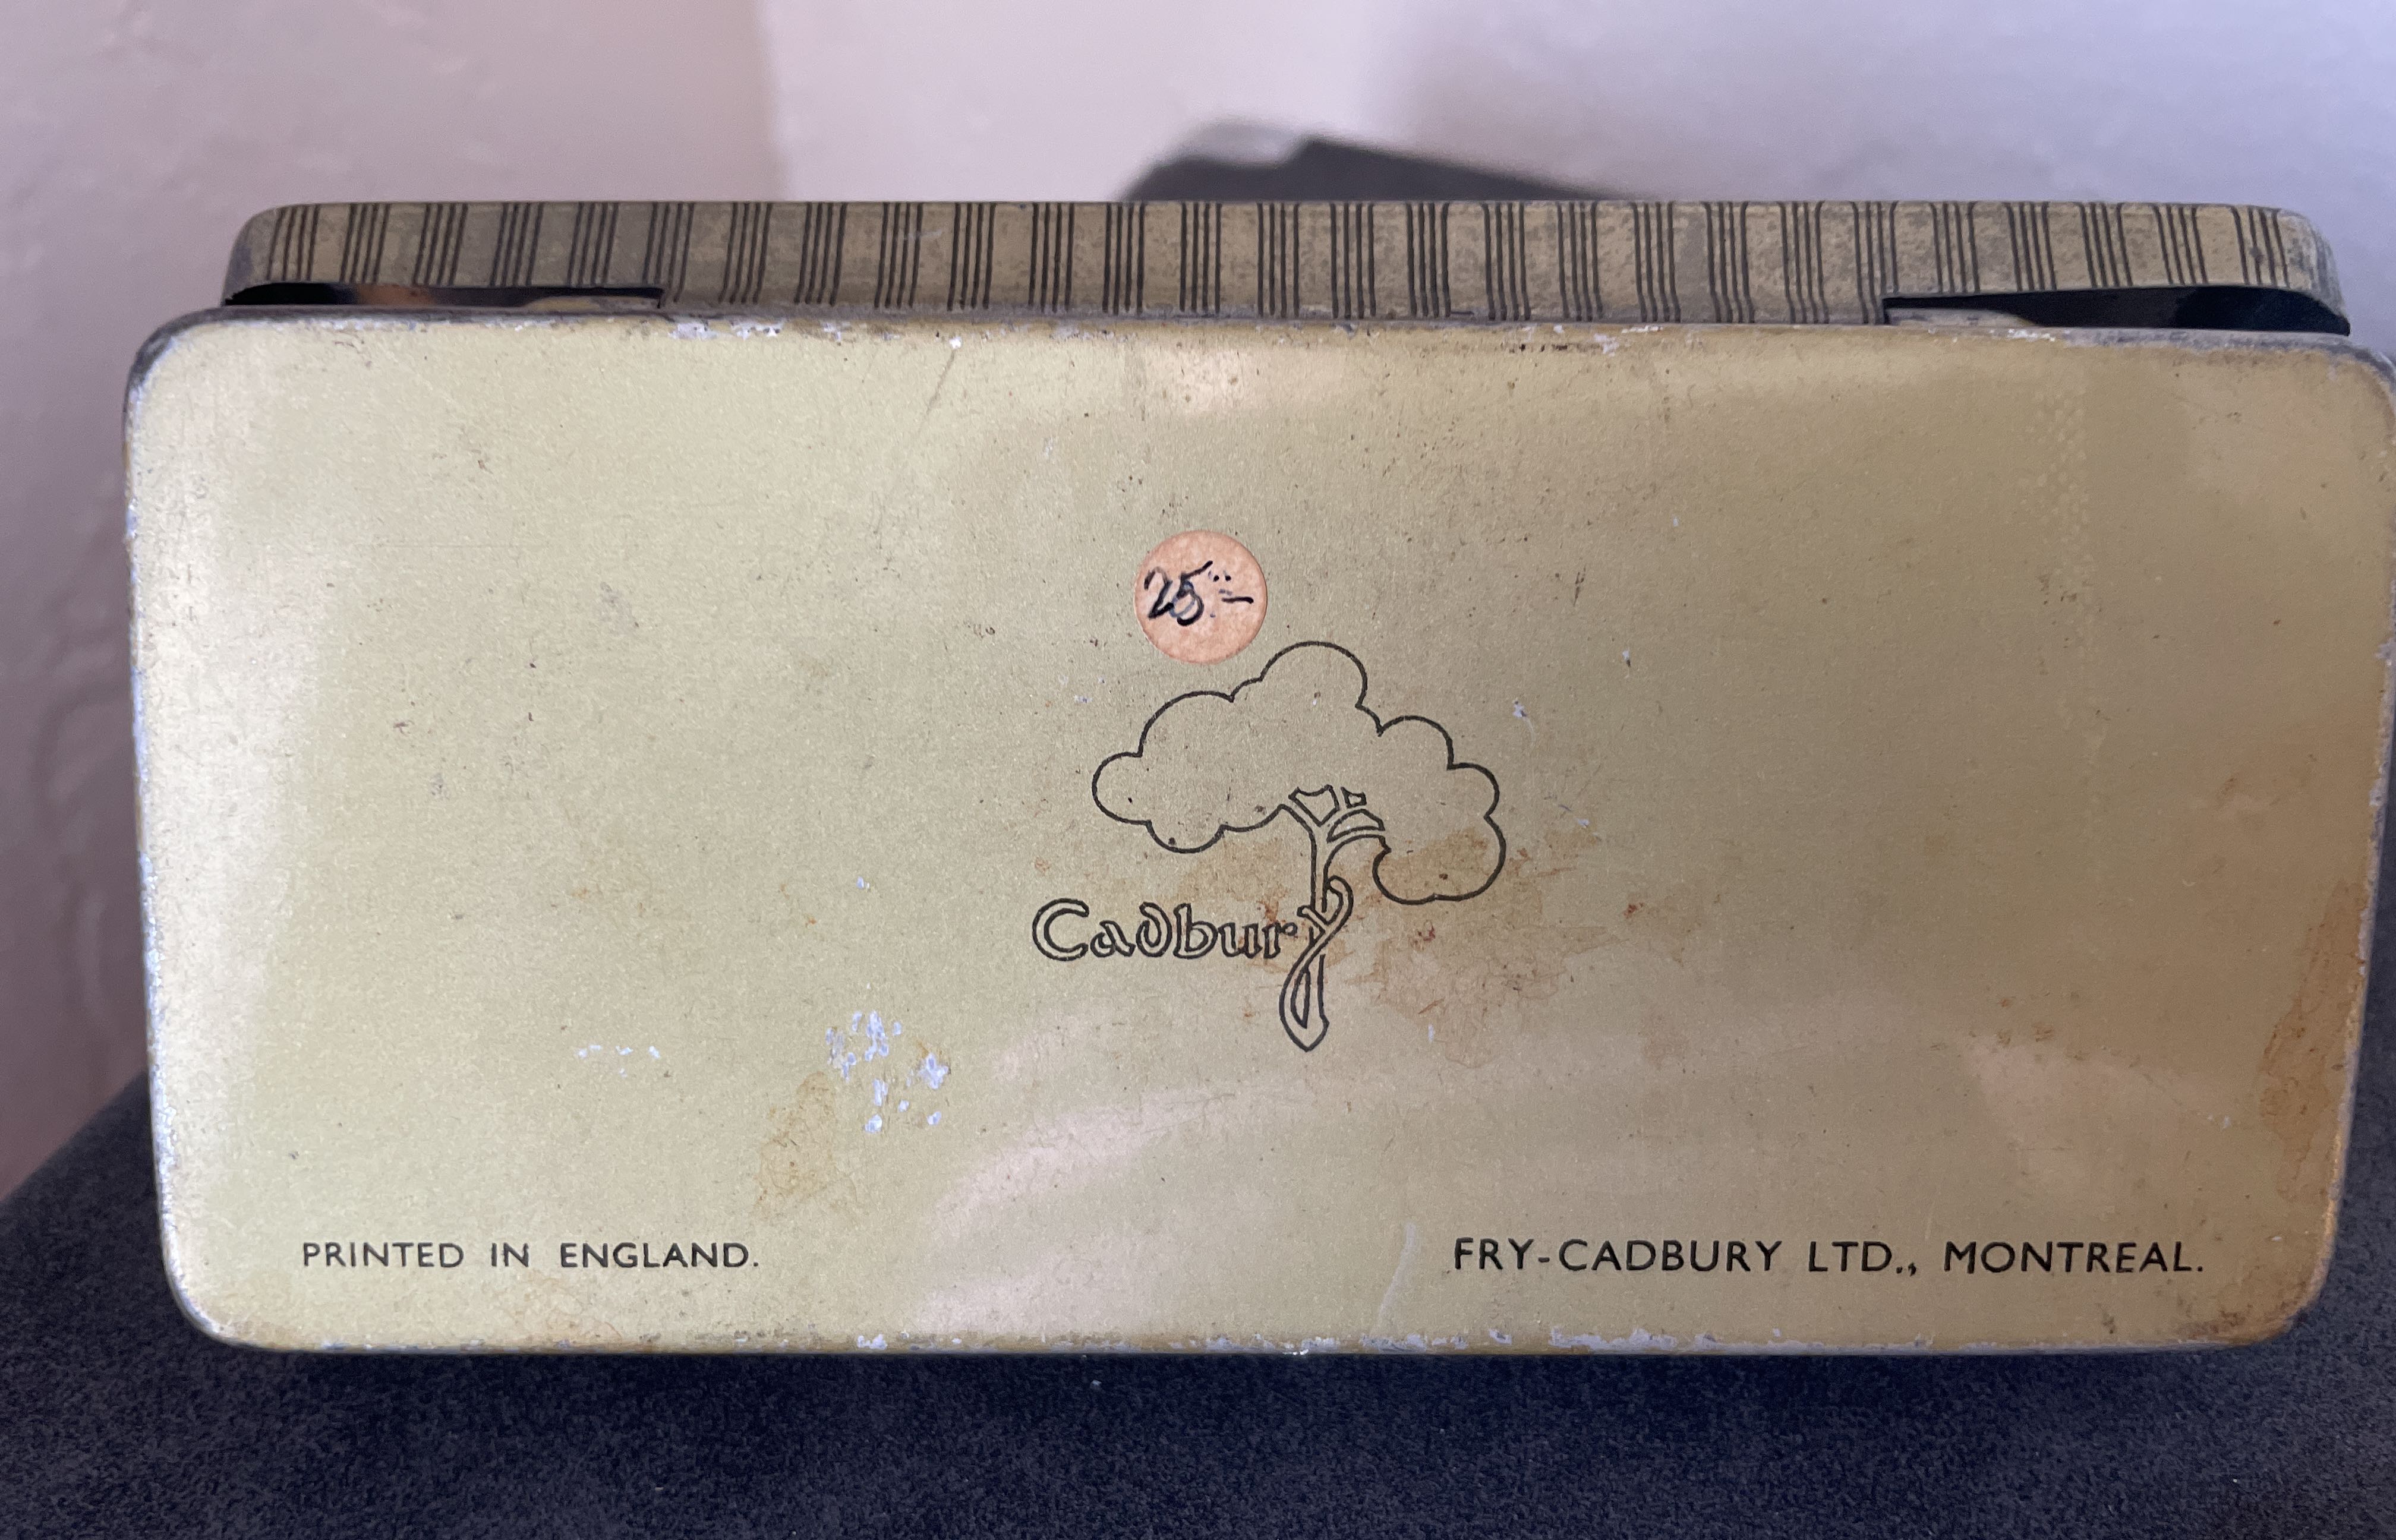 25
Cadbury
PRINTED IN ENGLAND.
FRY-CADBURY LTD., MONTREAL.